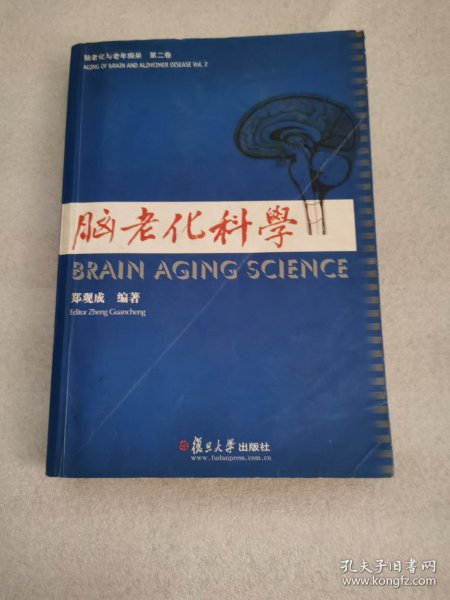 脑老化与老年痴呆 第二卷
AGING OF BRAIN AND ALZHEIMER DISEASE Vol. 2
脑老化科學
BRAIN AGING SCIENCE
郑观成 编著
Editor Zheng Guancheng
復旦大學出版社
www.fudanpress.com.cn
孔夫子旧书网
www.kongfz.com